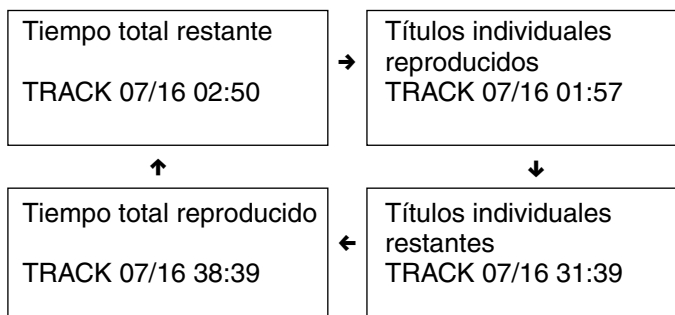 Tiempo total restante
TRACK 07/16 02:50
Títulos individuales
reproducidos
TRACK 07/16 01:57
Tiempo total reproducido
TRACK 07/16 38:39
Títulos individuales
restantes
TRACK 07/16 31:39